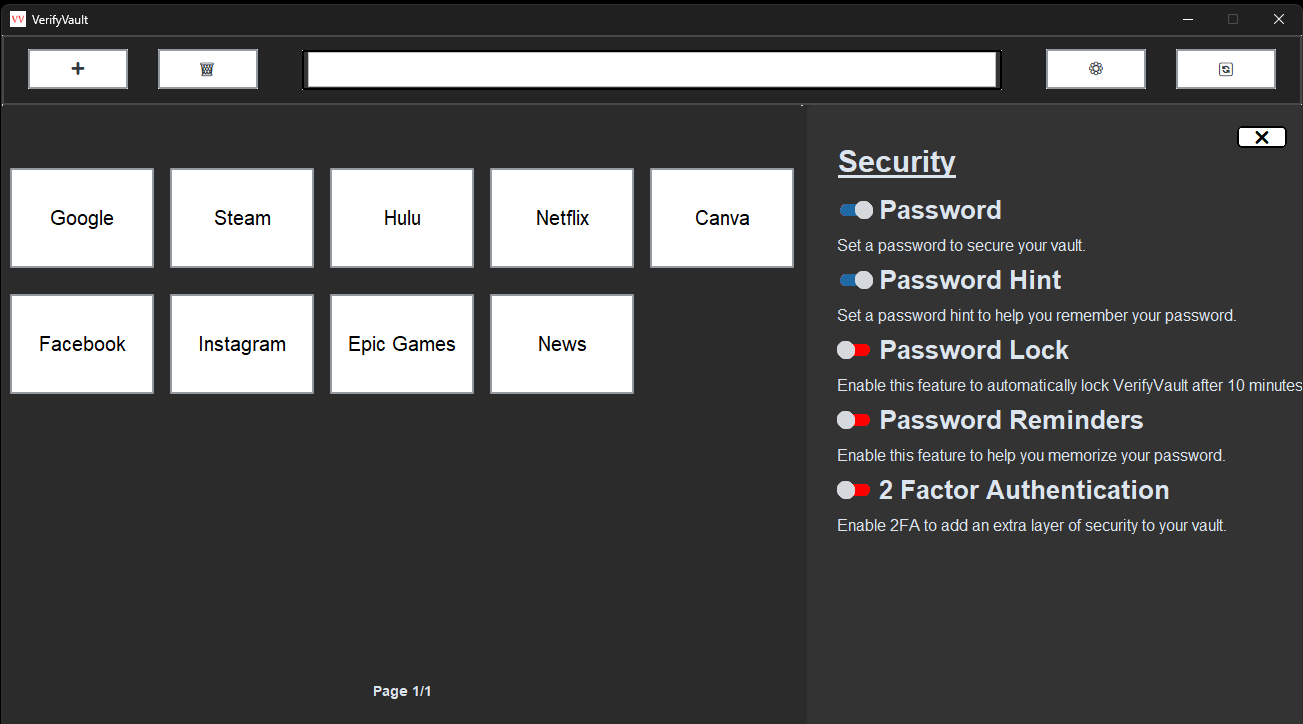 VV VerifyVault
Security
Google Steam Hulu Netflix Canva
Facebook Instagram Epic Games News
Password
Set a password to secure your vault.
Password Hint
Set a password hint to help you remember your password.
Password Lock
Enable this feature to automatically lock VerifyVault after 10 minutes
Password Reminders
Enable this feature to help you memorize your password.
2 Factor Authentication
Enable 2FA to add an extra layer of security to your vault.
Page 1/1